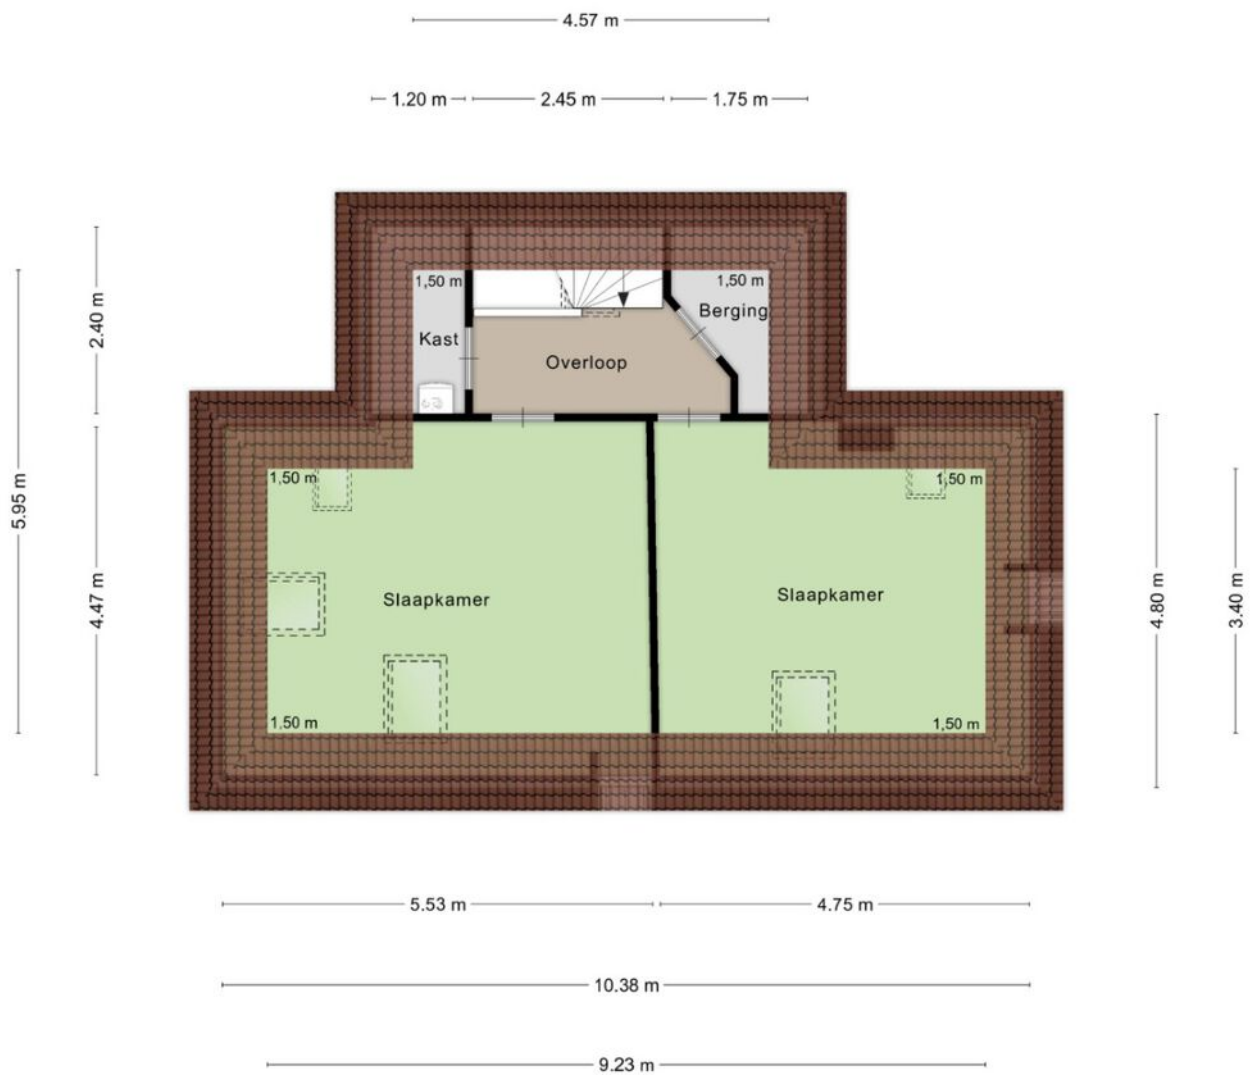 4.57 m
1.20 m
2.45 m
1.75 m
1,50 m
1,50 m
Berging
Kast
Overloop
2.40 m
5.95 m
4.47 m
1,50 m
1,50 m
Slaapkamer
Slaapkamer
4.80 m
3.40 m
1,50 m
1,50 m
5.53 m
4.75 m
10.38 m
9.23 m